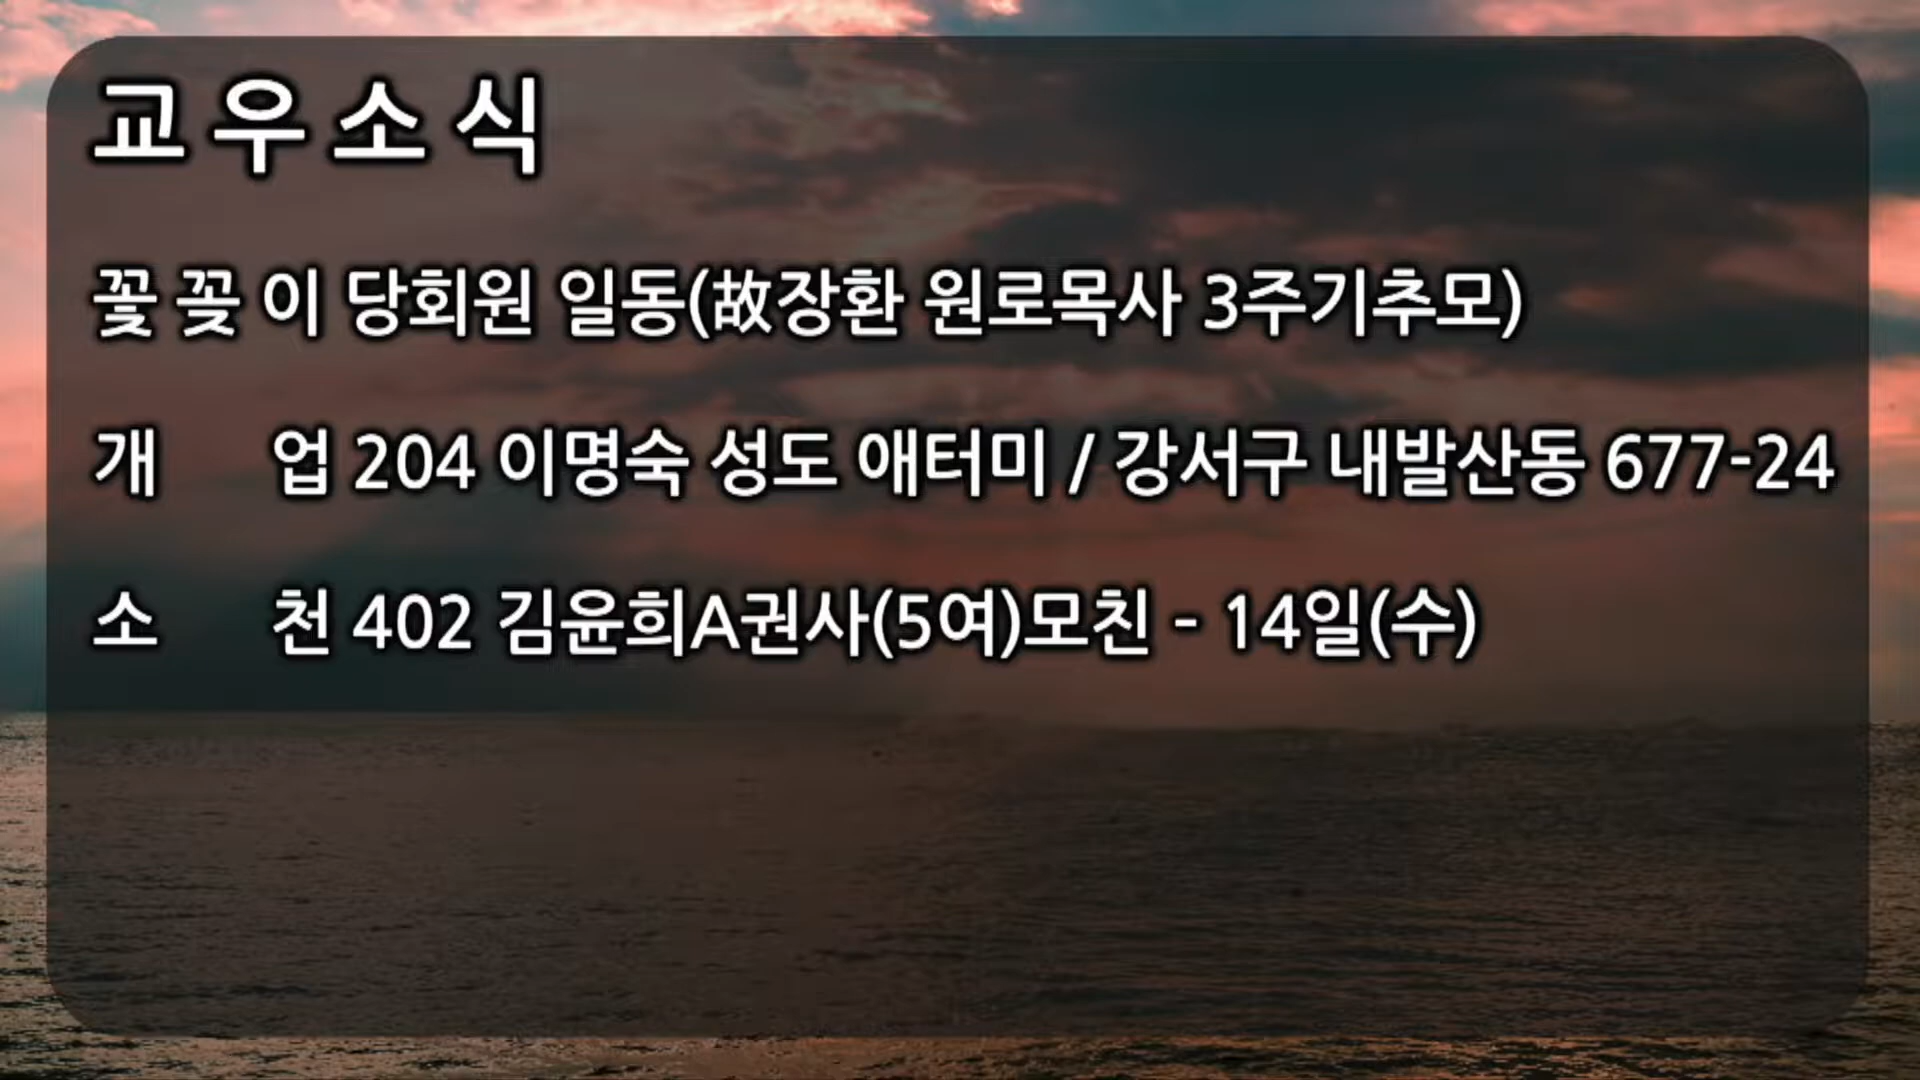 교 우 소 식
꽃 꽂 이 당회원 일동(故장환 원로목사 3주기추모)
개 업 204 이명숙 성도 애터미 / 강서구 내발산동 677-24
소 천 402 김윤희A권사(5여)모친 - 14일(수)